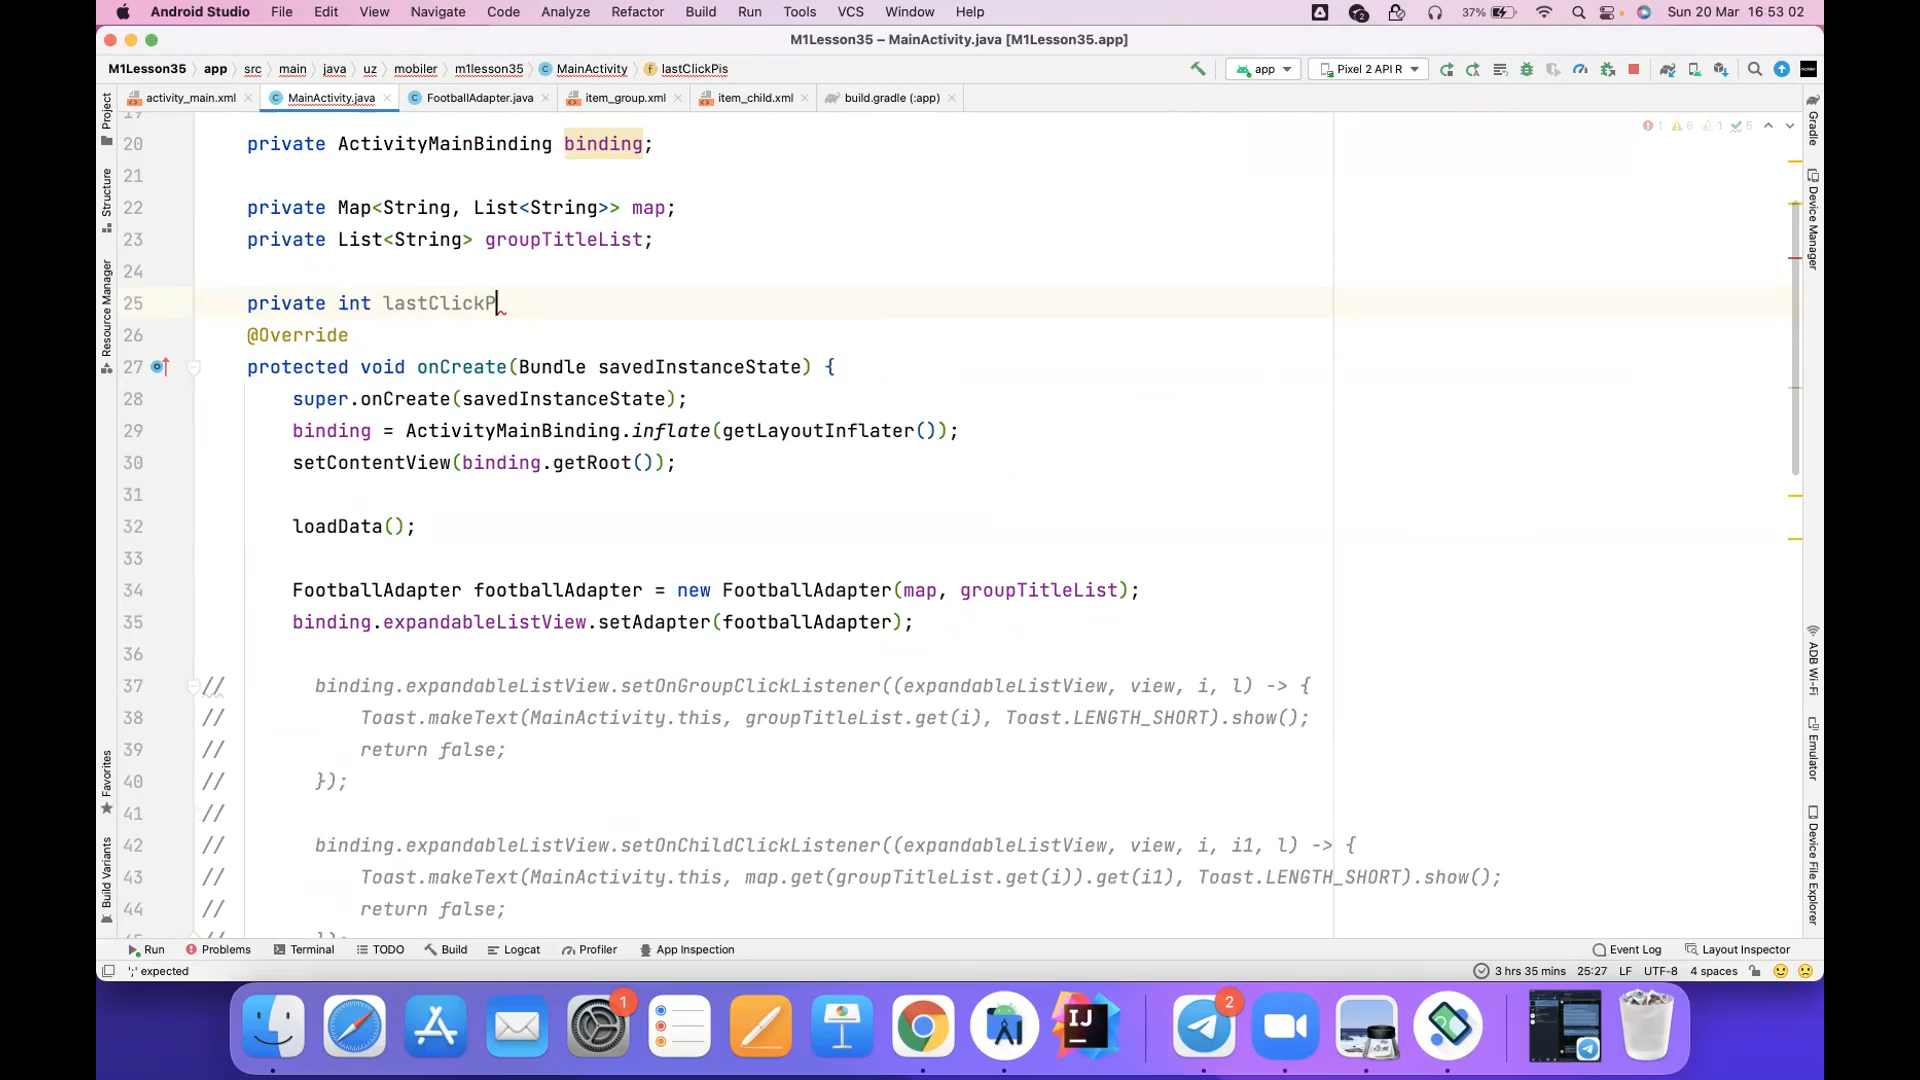 Android Studio File Edit View Navigate Code Analyze Refactor Build Run Tools VCS Window Help 2 37% Sun 20 Mar 16 53 02
M1Lesson35 – MainActivity.java [M1Lesson35.app]
M1Lesson35 app src main java uz mobiler m1lesson35 MainActivity lastClickPis app Pixel 2 API R
activity_main.xml MainActivity.java FootballAdapter.java item_group.xml item_child.xml build.gradle (:app)
Project
Structure
Resource Manager
Favorites
Build Variants
19
20 private ActivityMainBinding binding;
21
22 private Map<String, List<String>> map;
23 private List<String> groupTitleList;
24
25 private int lastClickP
26 @Override
27 protected void onCreate(Bundle savedInstanceState) {
28 super.onCreate(savedInstanceState);
29 binding = ActivityMainBinding.inflate(getLayoutInflater());
30 setContentView(binding.getRoot());
31
32 loadData();
33
34 FootballAdapter footballAdapter = new FootballAdapter(map, groupTitleList);
35 binding.expandableListView.setAdapter(footballAdapter);
36
37 // binding.expandableListView.setOnGroupClickListener((expandableListView, view, i, l) -> {
38 // Toast.makeText(MainActivity.this, groupTitleList.get(i), Toast.LENGTH_SHORT).show();
39 // return false;
40 // });
41 //
42 // binding.expandableListView.setOnChildClickListener((expandableListView, view, i, i1, l) -> {
43 // Toast.makeText(MainActivity.this, map.get(groupTitleList.get(i)).get(i1), Toast.LENGTH_SHORT).show();
44 // return false;
1 6 1 5
Gradle
Device Manager
ADB Wi-Fi
Emulator
Device File Explorer
Run Problems Terminal TODO Build Logcat Profiler App Inspection Event Log Layout Inspector
';' expected 3 hrs 35 mins 25:27 LF UTF-8 4 spaces
1 IJ 2